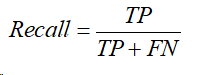 Recall = TP / (TP + FN)